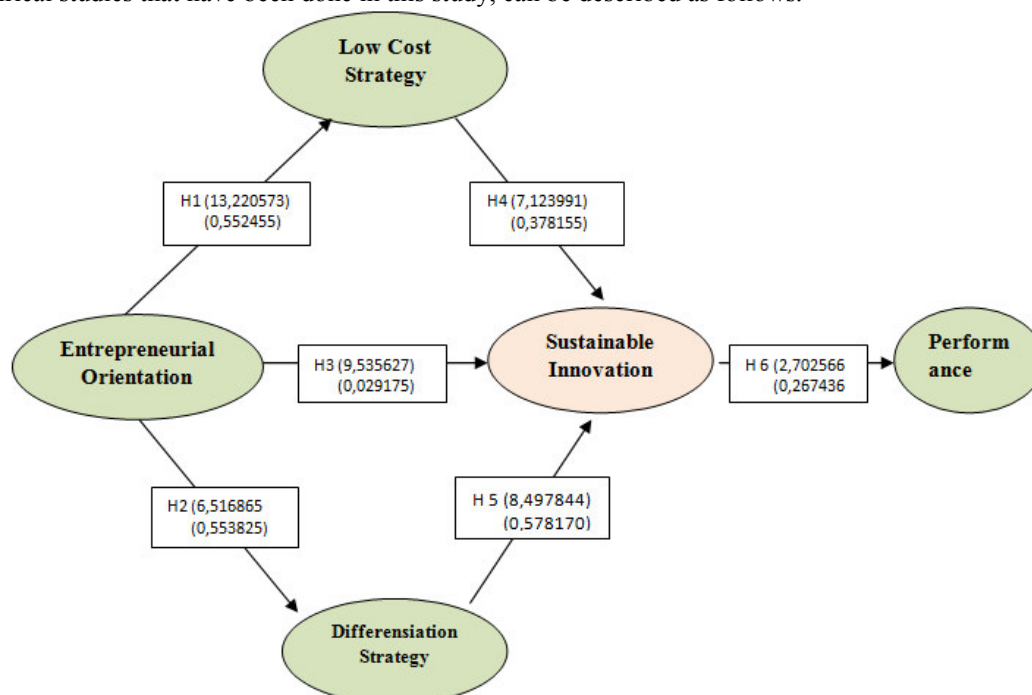 studies that have been done in this study, can be described as follows.
Low Cost
Strategy
H1 (13,220573)
(0,552455)
H4 (7,123991)
(0,378155)
Entrepreneurial
Orientation
H3 (9,535627)
(0,029175)
Sustainable
Innovation
H 6 (2,702566
(0,267436
Perform
ance
H2 (6,516865
(0,553825)
H 5 (8,497844)
(0,578170)
Differensiation
Strategy